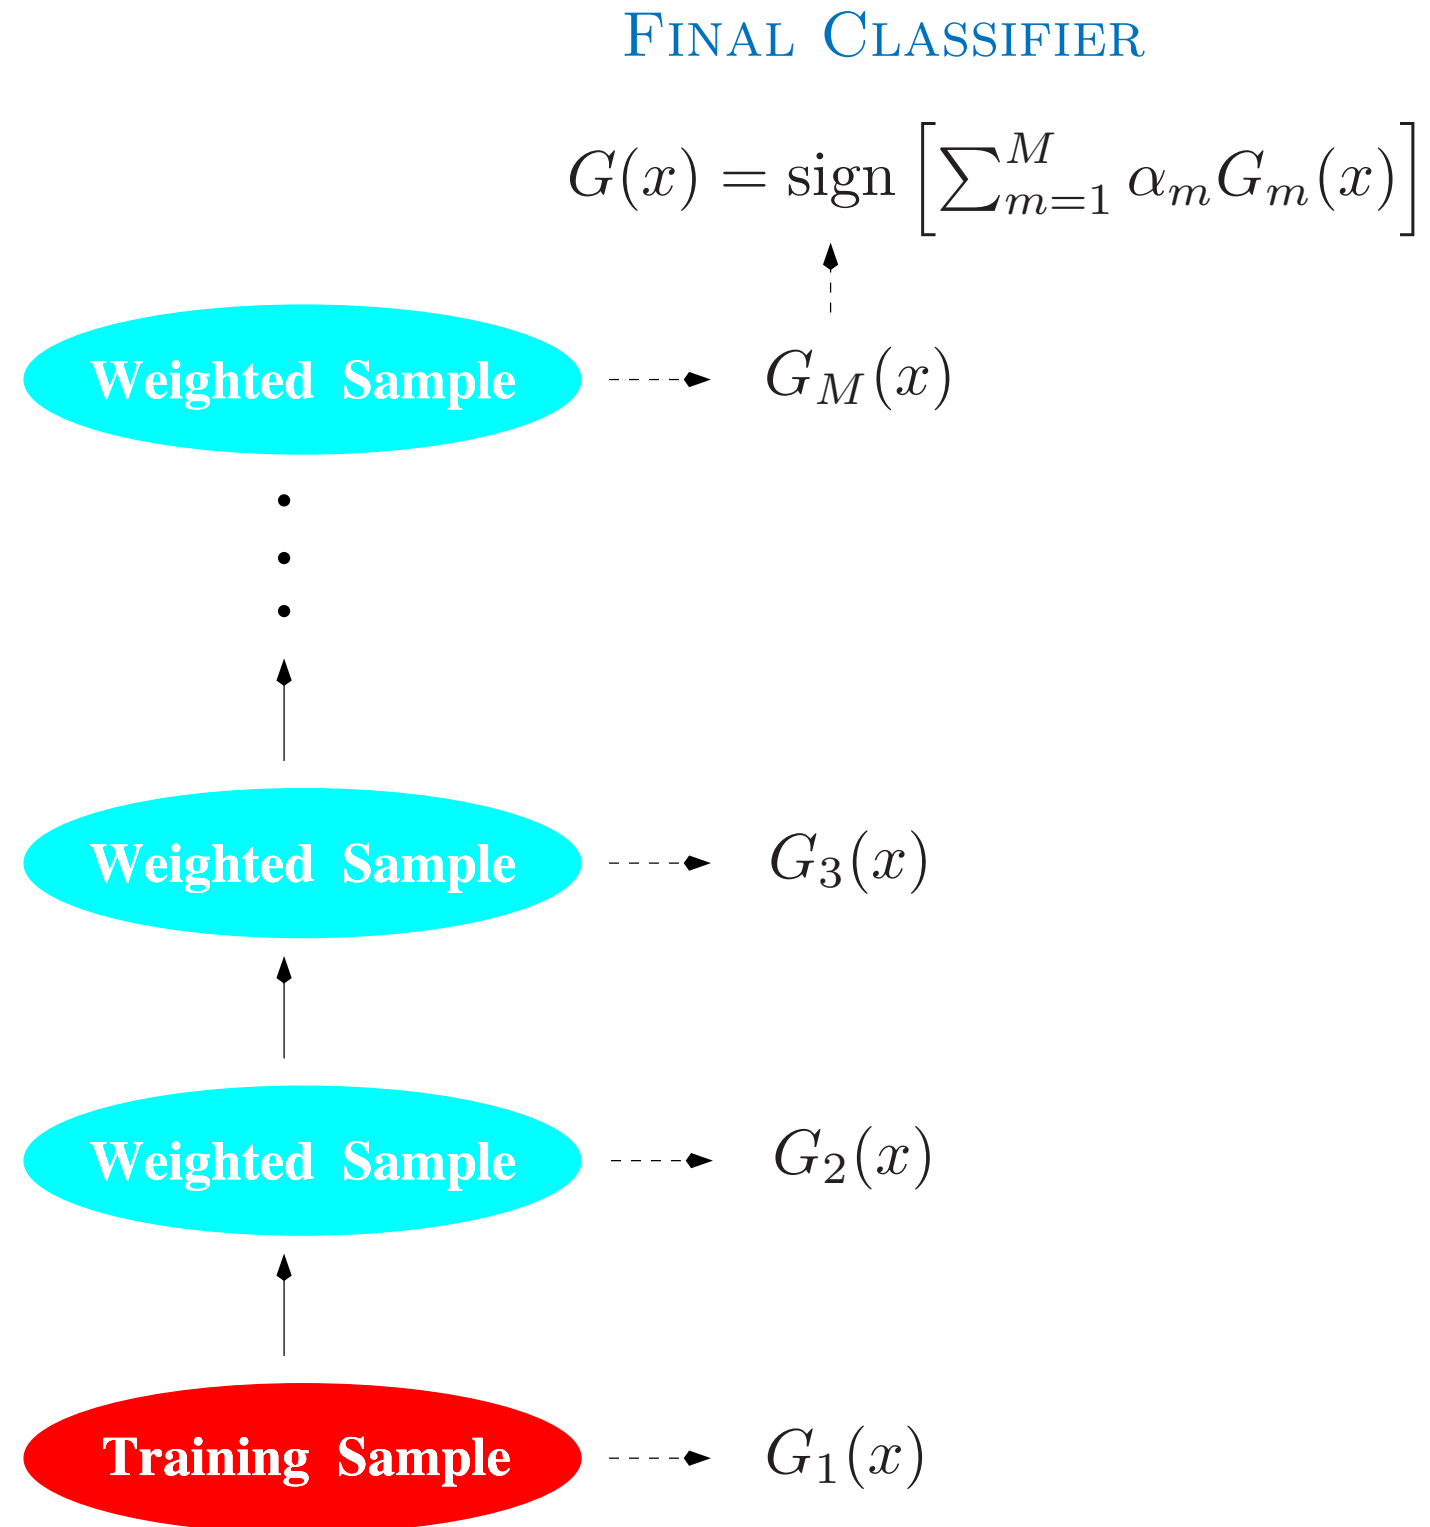 FINAL CLASSIFIER
G(x) = sign [∑_{m=1}^{M} α_m G_m(x)]
Weighted Sample G_M(x)
Weighted Sample G_3(x)
Weighted Sample G_2(x)
Training Sample G_1(x)